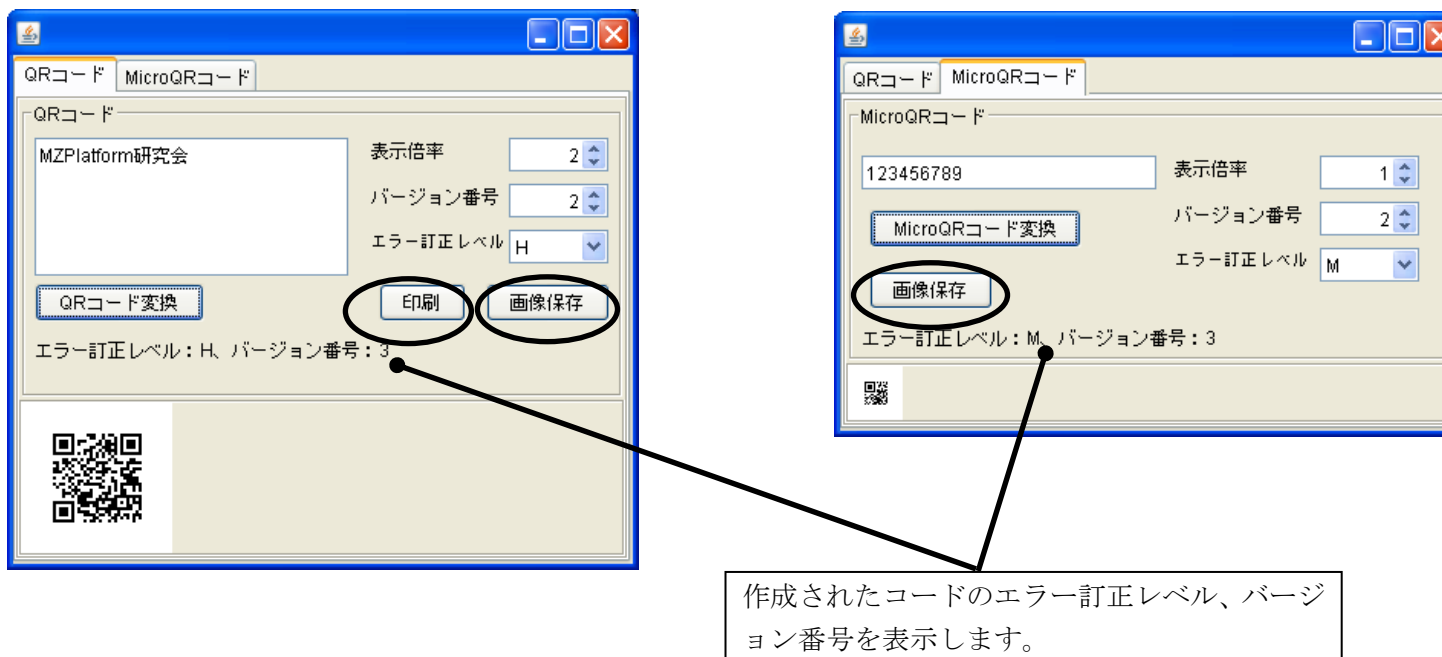 QRコード MicroQRコード
QRコード
MZPlatform研究会
表示倍率 2
バージョン番号 2
エラー訂正レベル H
QRコード変換 印刷 画像保存
エラー訂正レベル:H、バージョン番号:3
QRコード MicroQRコード
MicroQRコード
123456789
表示倍率 1
MicroQRコード変換
バージョン番号 2
エラー訂正レベル M
画像保存
エラー訂正レベル:M、バージョン番号:3
作成されたコードのエラー訂正レベル、バージ
ョン番号を表示します。